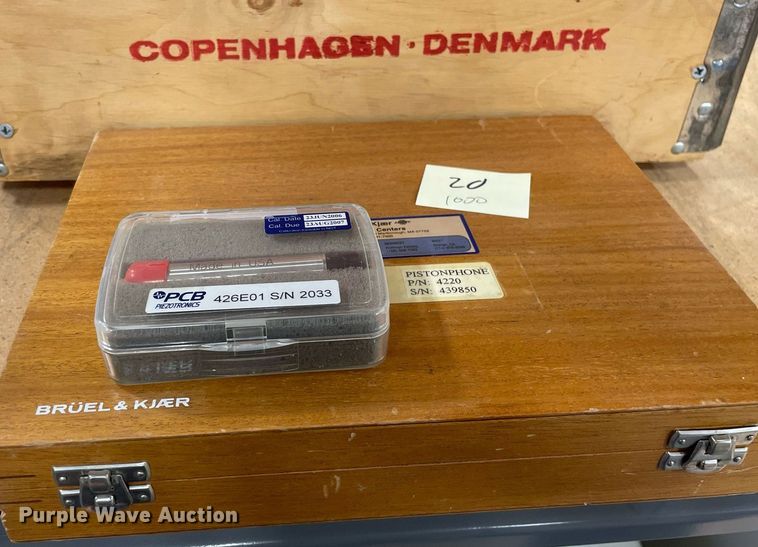 COPENHAGEN · DENMARK
20
1000
Cal. Date 23JUN2006
Cal. Due 23AUG2007
Kjær
Centers
Made in USA
PISTONPHONE
P/N: 4220
S/N: 439850
PCB
PIEZOTRONICS
426E01 S/N 2033
BRÜEL & KJÆR
Purple Wave Auction